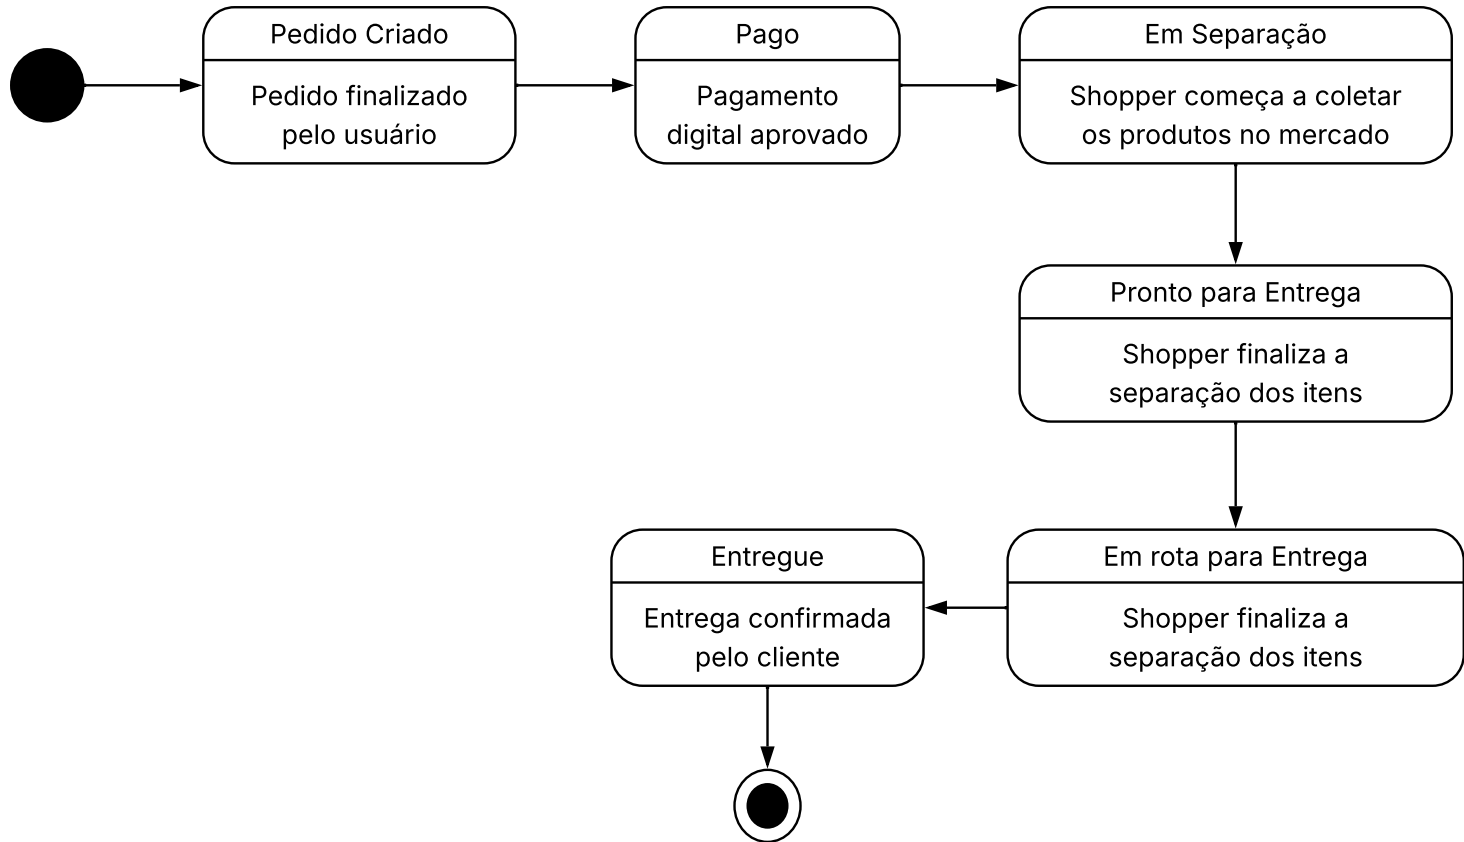 Pedido Criado
Pedido finalizado
pelo usuário
Pago
Pagamento
digital aprovado
Em Separação
Shopper começa a coletar
os produtos no mercado
Pronto para Entrega
Shopper finaliza a
separação dos itens
Em rota para Entrega
Shopper finaliza a
separação dos itens
Entregue
Entrega confirmada
pelo cliente